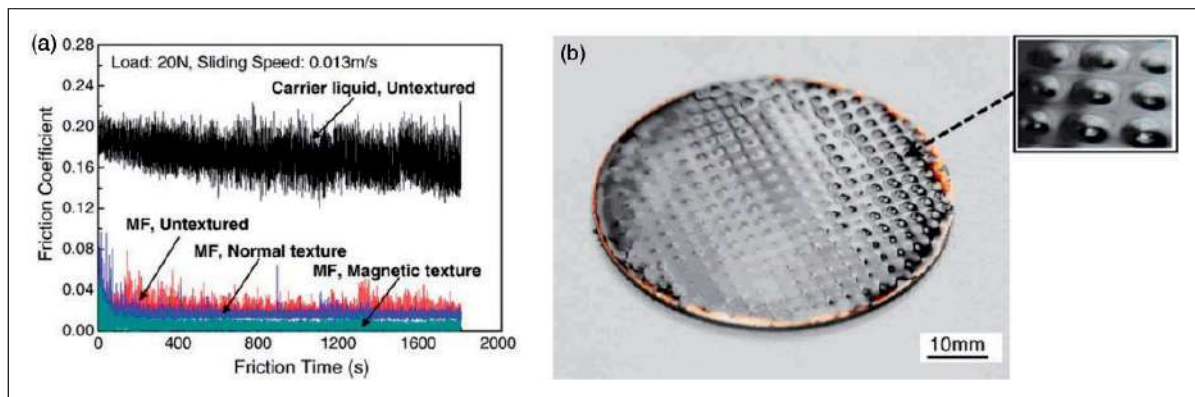 (a)
0.28
0.24
0.20
0.16
0.12
0.08
0.04
0.00
Friction Coefficient
Load: 20N, Sliding Speed: 0.013m/s
Carrier liquid, Untextured
MF, Untextured
MF, Normal texture
MF, Magnetic texture
0
400
800
1200
1600
2000
Friction Time (s)
(b)
10mm